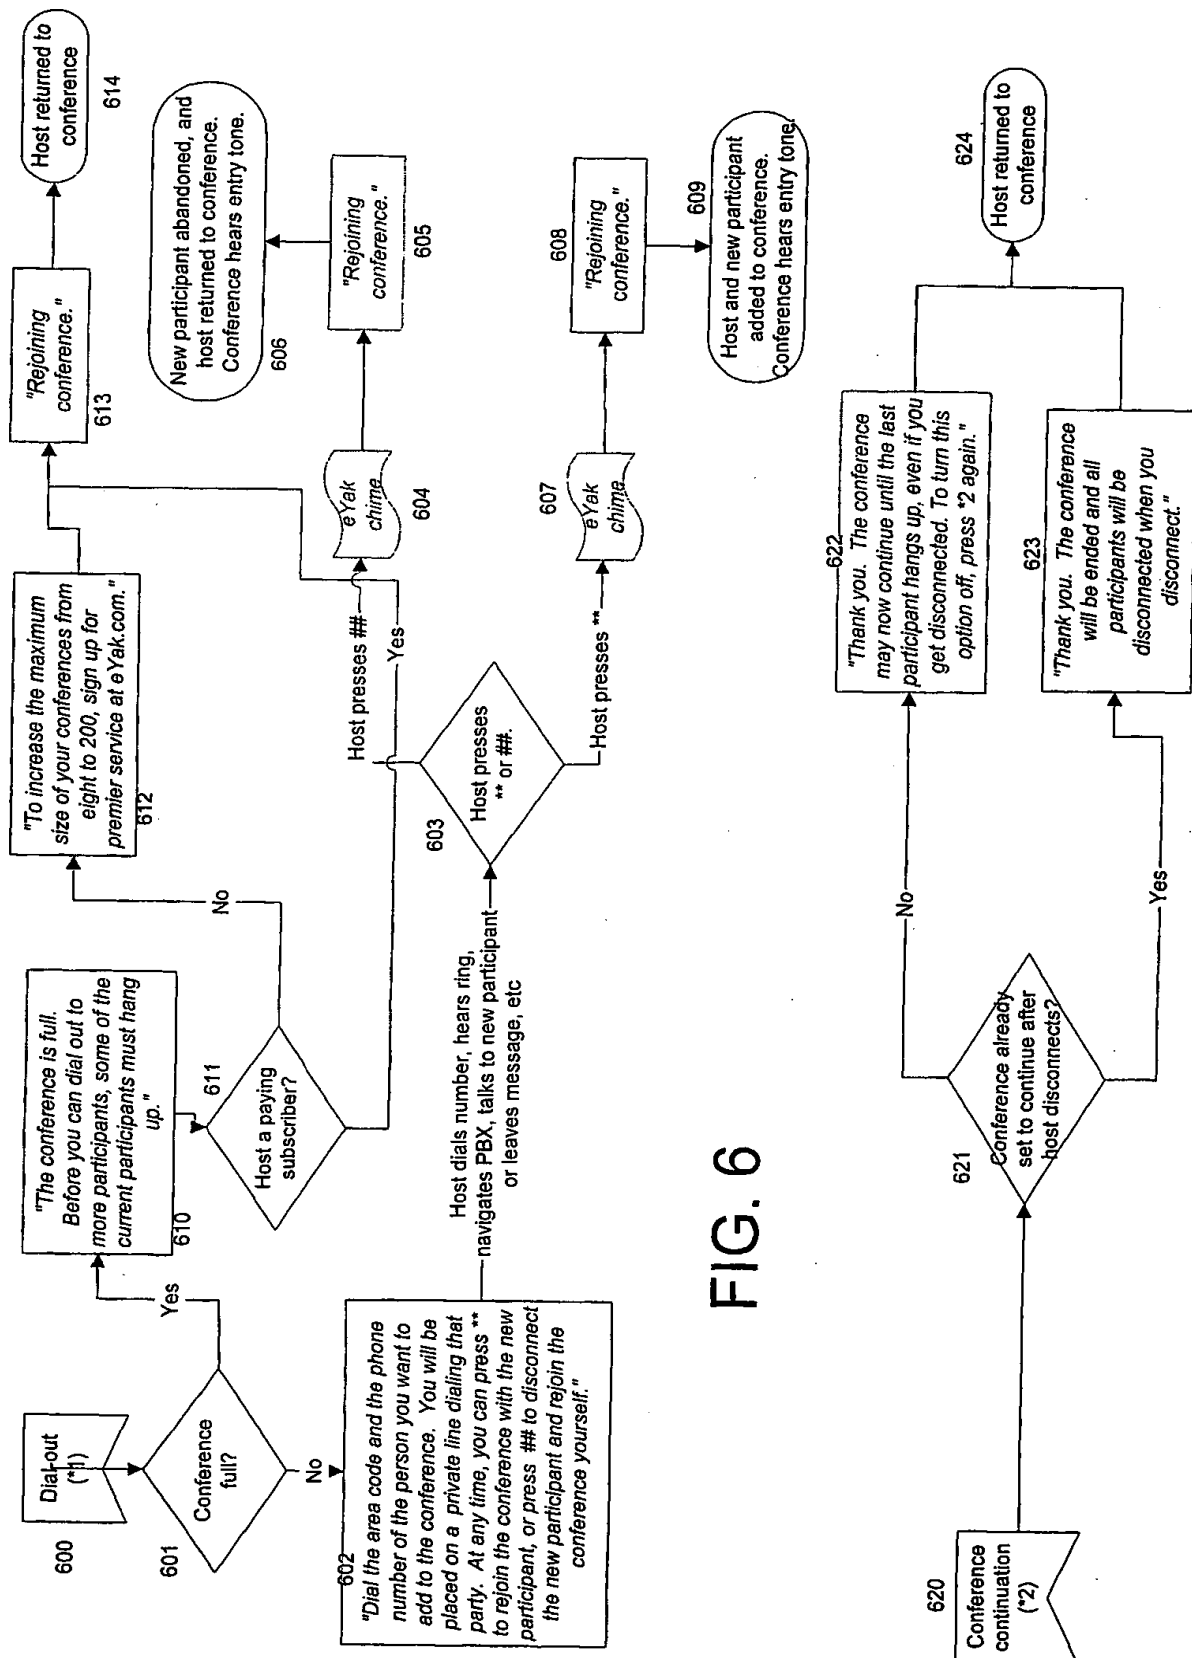 600
Dial-out
(*1)
601
Conference
full?
Yes
No
610
"The conference is full.
Before you can dial out to
more participants, some of the
current participants must hang
up."
611
Host a paying
subscriber?
No
Yes
612
"To increase the maximum
size of your conferences from
eight to 200, sign up for
premier service at eYak.com."
613
"Rejoining
conference."
Host returned to
conference
614
602
"Dial the area code and the phone
number of the person you want to
add to the conference. You will be
placed on a private line dialing that
party. At any time, you can press **
to rejoin the conference with the new
participant, or press ## to disconnect
the new participant and rejoin the
conference yourself."
Host dials number, hears ring,
navigates PBX, talks to new participant
or leaves message, etc
603
Host presses
** or ##.
Host presses ##
eYak
chime
604
"Rejoining
conference."
605
New participant abandoned, and
host returned to conference.
Conference hears entry tone.
606
Host presses **
607
eYak
chime
608
"Rejoining
conference."
609
Host and new participant
added to conference.
Conference hears entry tone.
FIG. 6
620
Conference
continuation
(*2)
621
Conference already
set to continue after
host disconnects?
No
Yes
622
"Thank you. The conference
may now continue until the last
participant hangs up, even if you
get disconnected. To turn this
option off, press *2 again."
623
"Thank you. The conference
will be ended and all
participants will be
disconnected when you
disconnect."
624
Host returned to
conference